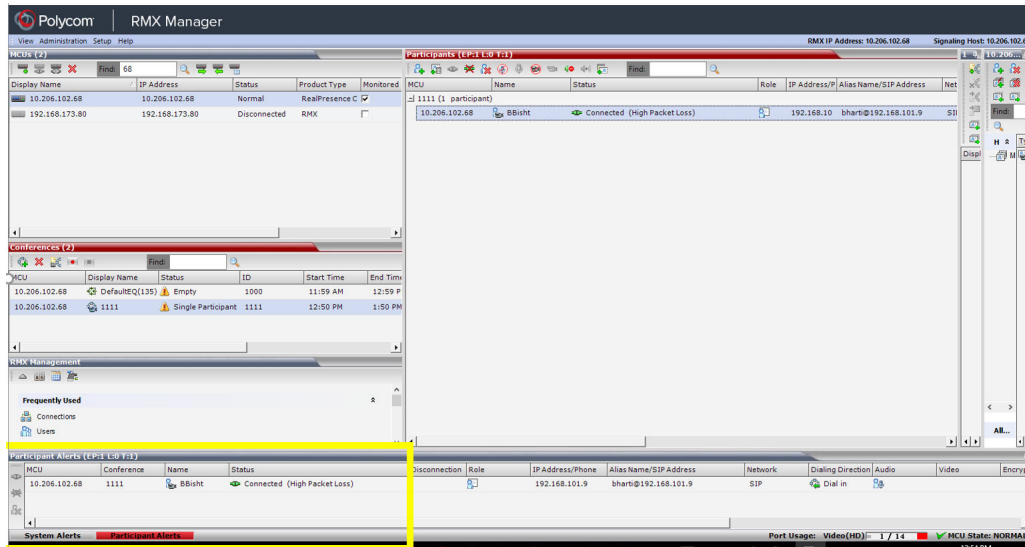 Polycom RMX Manager
View Administration Setup Help RMX IP Address: 10.206.102.68 Signaling Host: 10.206.102.6
MCUs (2)
Find: 68
Display Name IP Address Status Product Type Monitored
10.206.102.68 10.206.102.68 Normal RealPresence C
192.168.173.80 192.168.173.80 Disconnected RMX
Participants (EP:1 L:0 T:1)
Find:
MCU Name Status Role IP Address/P Alias Name/SIP Address Net
1111 (1 participant)
10.206.102.68 BBisht Connected (High Packet Loss) 192.168.10 bharti@192.168.101.9 SI
Displ
10.206...
Find:
H Ty
M
All...
Conferences (2)
Find:
MCU Display Name Status ID Start Time End Time
10.206.102.68 DefaultEQ(135) Empty 1000 11:59 AM 12:59 P
10.206.102.68 1111 Single Participant 1111 12:50 PM 1:50 PM
RMX Management
Frequently Used
Connections
Users
Participant Alerts (EP:1 L:0 T:1)
MCU Conference Name Status Disconnection Role IP Address/Phone Alias Name/SIP Address Network Dialing Direction Audio Video Encryp
10.206.102.68 1111 BBisht Connected (High Packet Loss) 192.168.101.9 bharti@192.168.101.9 SIP Dial in
System Alerts Participant Alerts Port Usage: Video(HD) 1 / 14 MCU State: NORMAL